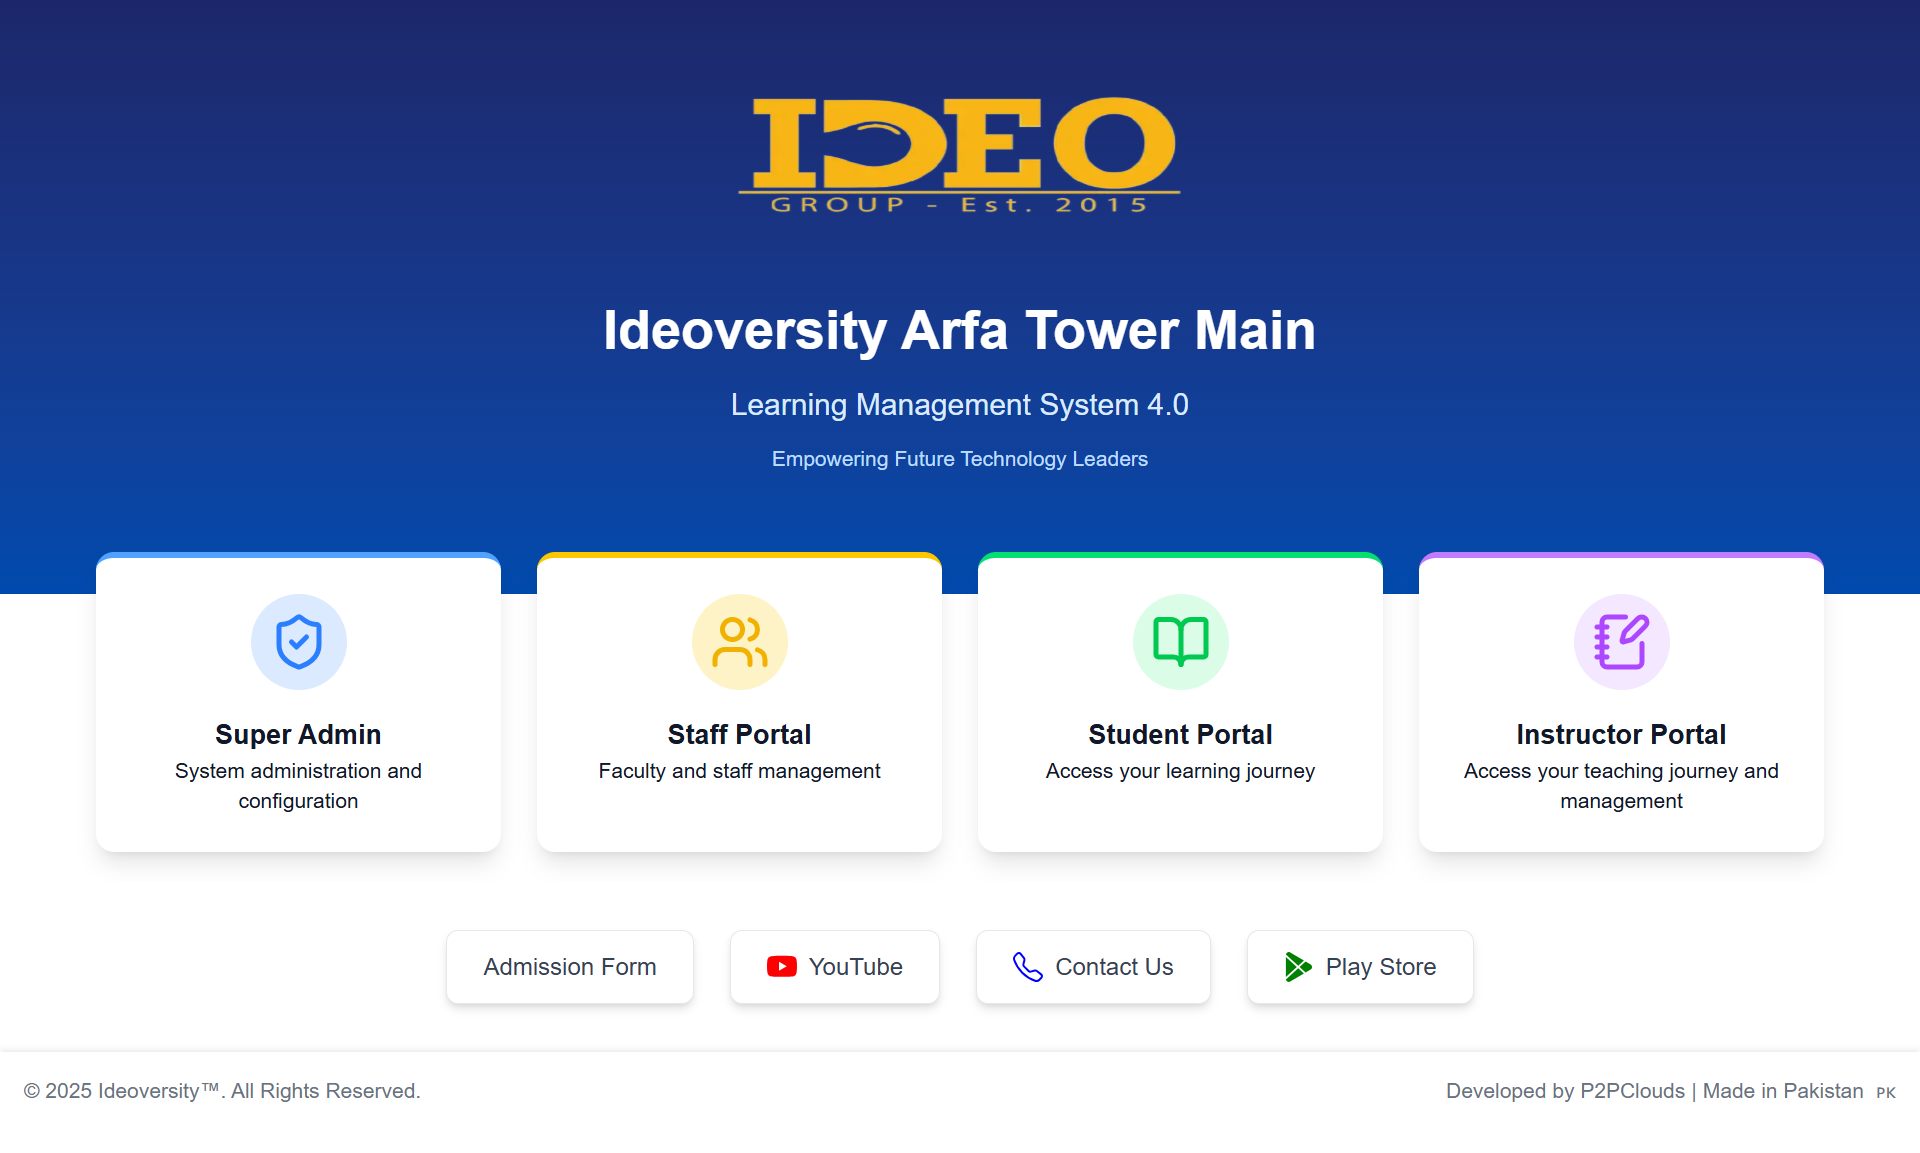 IDEO
GROUP - Est. 2015
Ideoversity Arfa Tower Main
Learning Management System 4.0
Empowering Future Technology Leaders
Super Admin
System administration and
configuration
Staff Portal
Faculty and staff management
Student Portal
Access your learning journey
Instructor Portal
Access your teaching journey and
management
Admission Form
YouTube
Contact Us
Play Store
© 2025 Ideoversity™. All Rights Reserved.
Developed by P2PClouds | Made in Pakistan PK